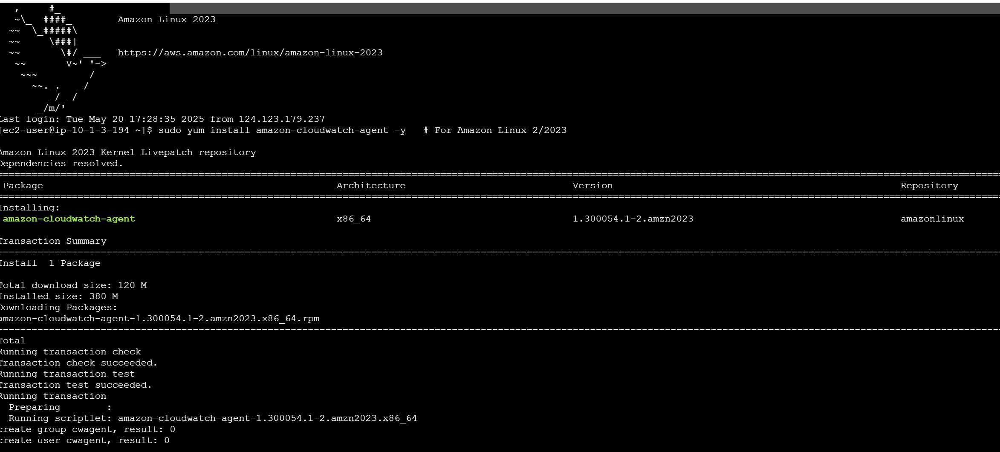 ,     #_
   ~\_  ####_        Amazon Linux 2023
  ~~  \_#####\
  ~~     \###|
  ~~       \#/ ___   https://aws.amazon.com/linux/amazon-linux-2023
   ~~       V~' '->
    ~~~         /
      ~~._.   _/
         _/ _/
       _/m/'
Last login: Tue May 20 17:28:35 2025 from 124.123.179.237
[ec2-user@ip-10-1-3-194 ~]$ sudo yum install amazon-cloudwatch-agent -y   # For Amazon Linux 2/2023
Amazon Linux 2023 Kernel Livepatch repository
Dependencies resolved.
Package Architecture Version Repository
Installing:
amazon-cloudwatch-agent x86_64 1.300054.1-2.amzn2023 amazonlinux
Transaction Summary
Install  1 Package
Total download size: 120 M
Installed size: 380 M
Downloading Packages:
amazon-cloudwatch-agent-1.300054.1-2.amzn2023.x86_64.rpm
Total
Running transaction check
Transaction check succeeded.
Running transaction test
Transaction test succeeded.
Running transaction
  Preparing        :
  Running scriptlet: amazon-cloudwatch-agent-1.300054.1-2.amzn2023.x86_64
create group cwagent, result: 0
create user cwagent, result: 0